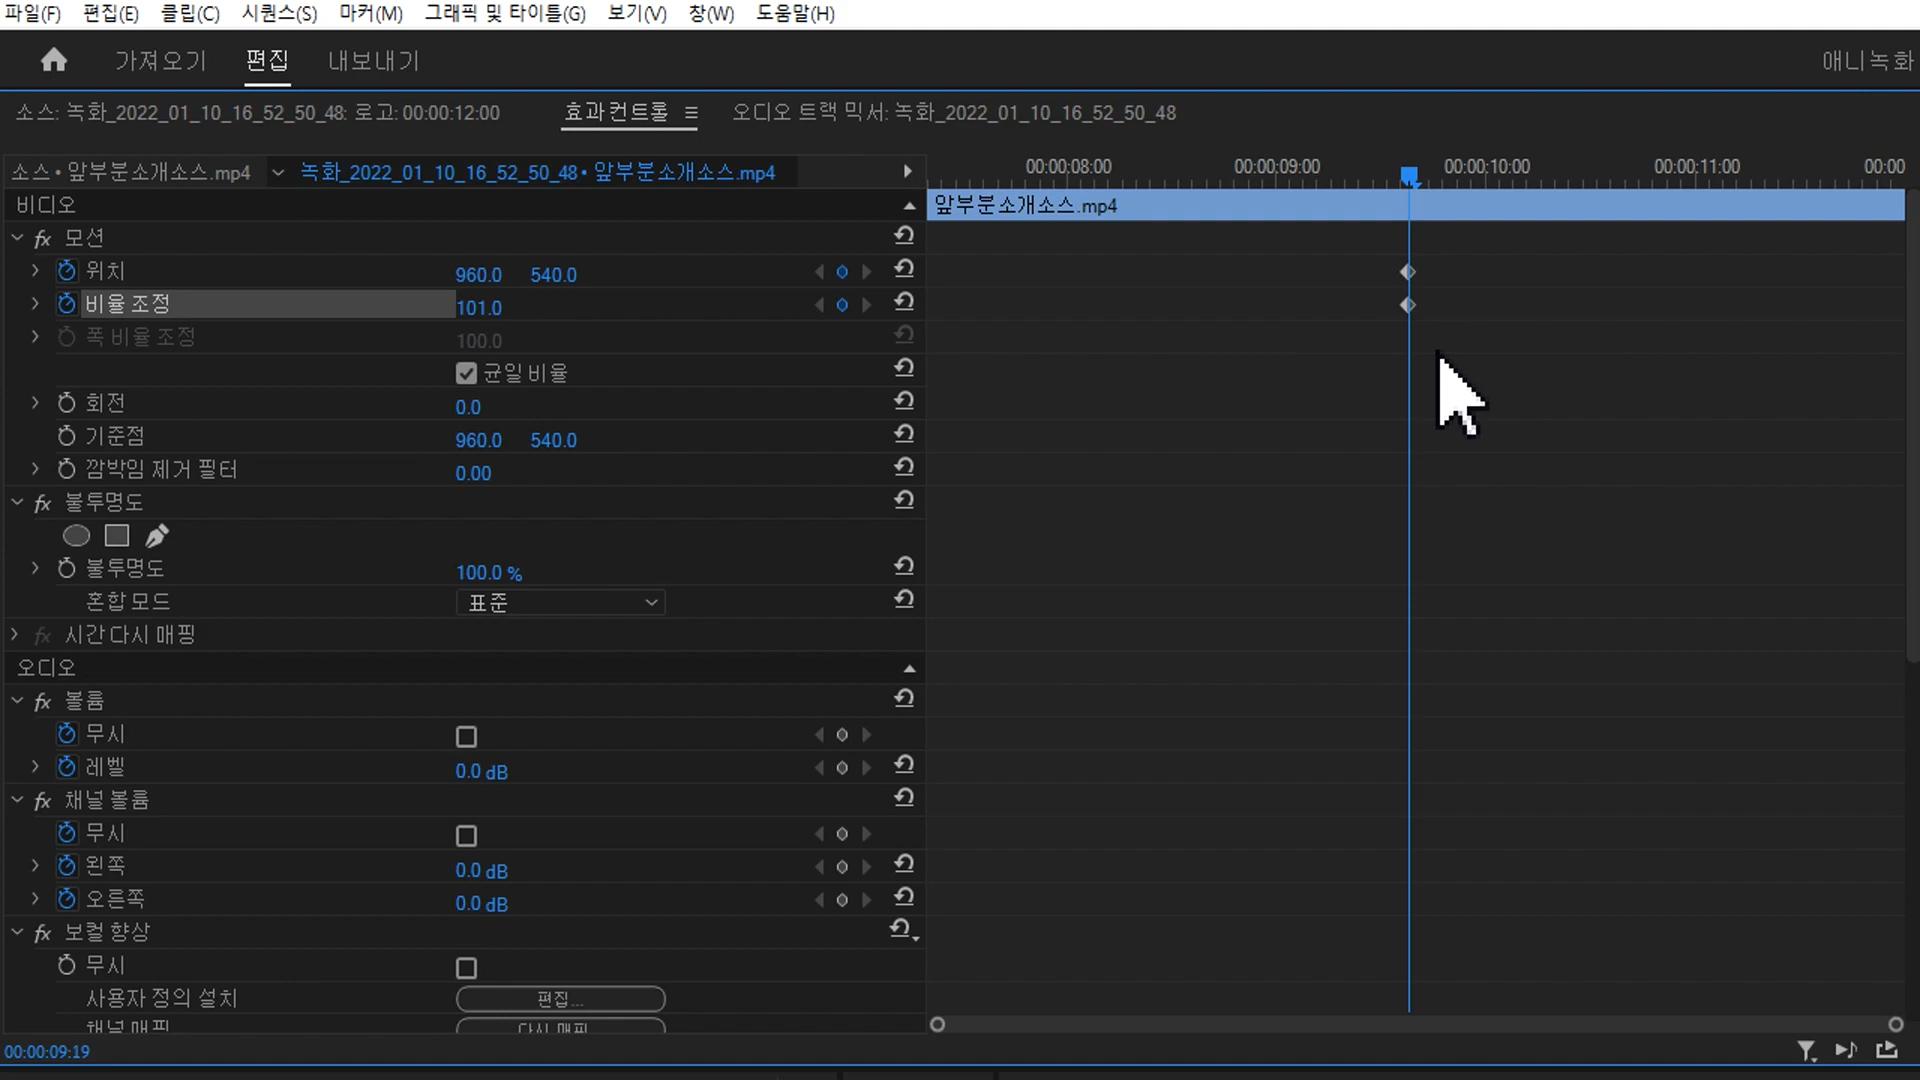 파일(F) 편집(E) 클립(C) 시퀀스(S) 마커(M) 그래픽 및 타이틀(G) 보기(V) 창(W) 도움말(H)
가져오기 편집 내보내기 애니녹화
소스: 녹화_2022_01_10_16_52_50_48: 로고: 00:00:12:00 효과 컨트롤 오디오 트랙 믹서: 녹화_2022_01_10_16_52_50_48
소스 • 앞부분소개소스.mp4 녹화_2022_01_10_16_52_50_48 • 앞부분소개소스.mp4 00:00:08:00 00:00:09:00 00:00:10:00 00:00:11:00 00:00
비디오 앞부분소개소스.mp4
fx 모션
위치 960.0 540.0
비율 조정 101.0
폭 비율 조정 100.0
균일 비율
회전 0.0
기준점 960.0 540.0
깜박임 제거 필터 0.00
fx 불투명도
불투명도 100.0 %
혼합 모드 표준
fx 시간 다시 매핑
오디오
fx 볼륨
무시
레벨 0.0 dB
fx 채널 볼륨
무시
왼쪽 0.0 dB
오른쪽 0.0 dB
fx 보컬 향상
무시
사용자 정의 설치 편집...
채널 매핑 다시 매핑
00:00:09:19